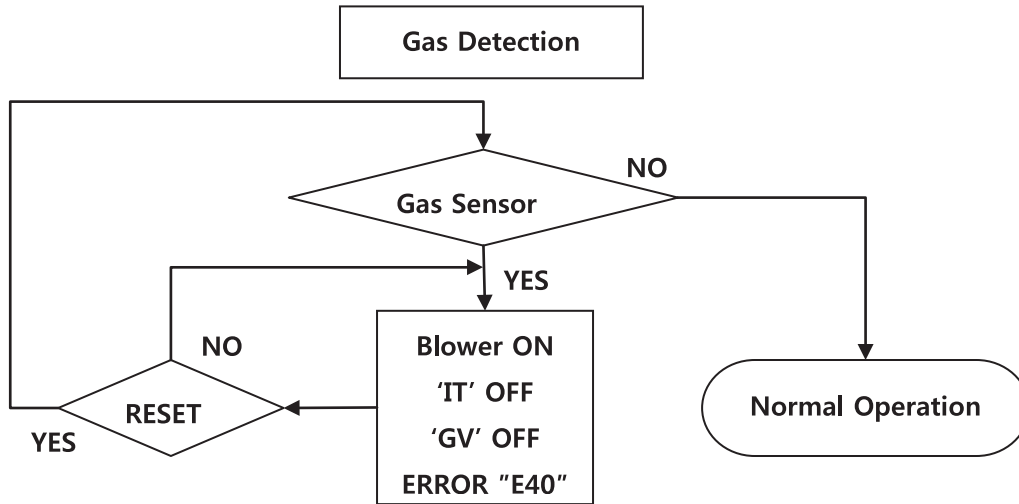 Gas Detection
NO
Gas Sensor
YES
Blower ON
‘IT’ OFF
‘GV’ OFF
ERROR ”E40”
NO
RESET
YES
Normal Operation